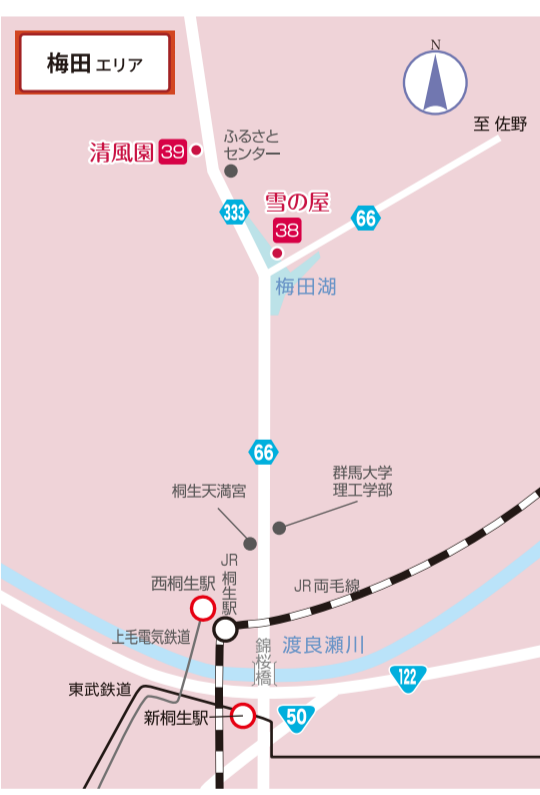 梅田 エリア
N
至 佐野
ふるさと
センター
清風園 39
雪の屋
38
333
66
梅田湖
66
群馬大学
理工学部
桐生天満宮
JR
桐生駅
西桐生駅
JR両毛線
上毛電気鉄道
錦桜橋
渡良瀬川
122
東武鉄道
新桐生駅
50